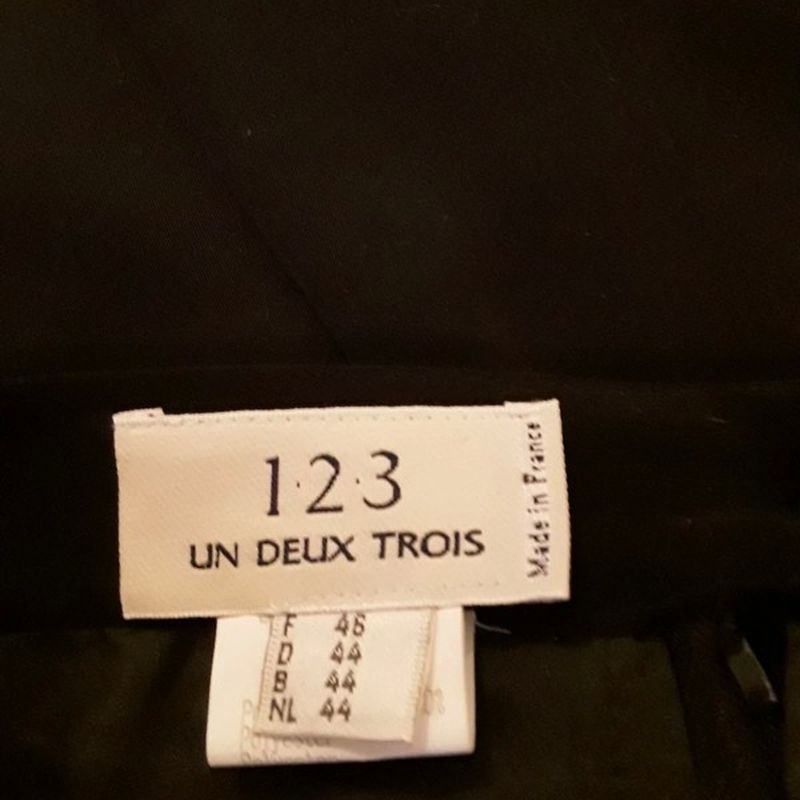 1·2·3
UN DEUX TROIS
Made in France
F 46
D 44
B 44
NL 44